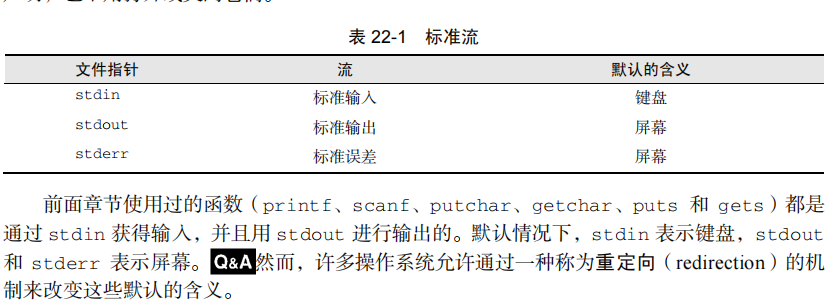 表 22-1 标准流
文件指针 流 默认的含义
stdin 标准输入 键盘
stdout 标准输出 屏幕
stderr 标准误差 屏幕
前面章节使用过的函数（printf、scanf、putchar、getchar、puts 和 gets）都是
通过 stdin 获得输入，并且用 stdout 进行输出的。默认情况下，stdin 表示键盘，stdout
和 stderr 表示屏幕。Q&A然而，许多操作系统允许通过一种称为重定向（redirection）的机
制来改变这些默认的含义。